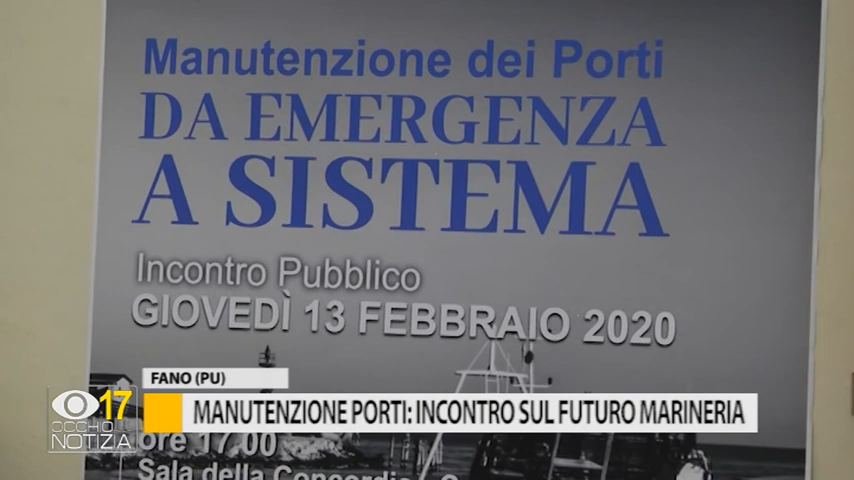 Manutenzione dei Porti
DA EMERGENZA
A SISTEMA
Incontro Pubblico
GIOVEDÌ 13 FEBBRAIO 2020
FANO (PU)
MANUTENZIONE PORTI: INCONTRO SUL FUTURO MARINERIA
17
OCCHIO
NOTIZIA
ore 17.00
Sala della Concordia